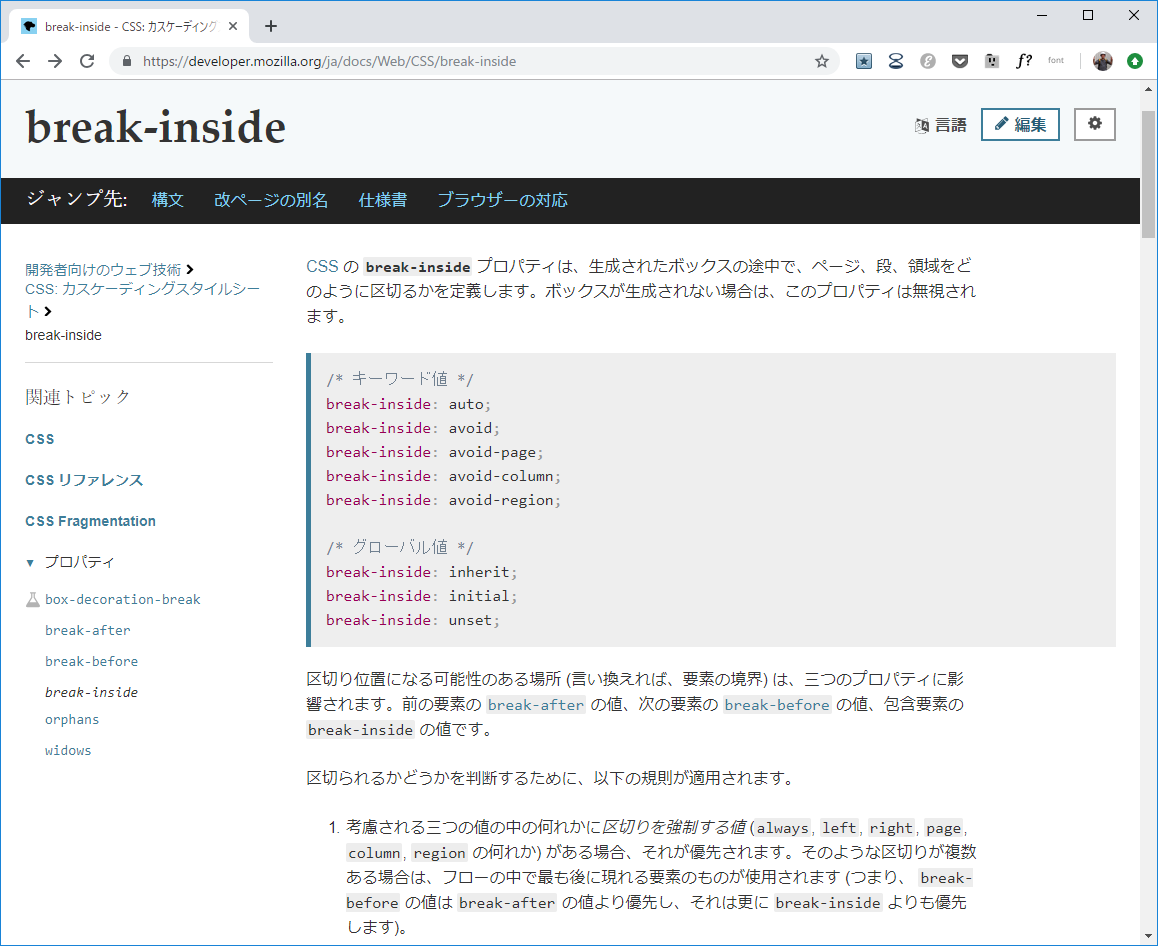 break-inside - CSS: カスケーディング
https://developer.mozilla.org/ja/docs/Web/CSS/break-inside
f?
font
break-inside
言語
編集
ジャンプ先: 構文 改ページの別名 仕様書 ブラウザーの対応
開発者向けのウェブ技術
CSS: カスケーディングスタイルシー
ト
break-inside
関連トピック
CSS
CSS リファレンス
CSS Fragmentation
プロパティ
box-decoration-break
break-after
break-before
break-inside
orphans
widows
CSS の break-inside プロパティは、生成されたボックスの途中で、ページ、段、領域をど
のように区切るかを定義します。ボックスが生成されない場合は、このプロパティは無視され
ます。
/* キーワード値 */
break-inside: auto;
break-inside: avoid;
break-inside: avoid-page;
break-inside: avoid-column;
break-inside: avoid-region;
/* グローバル値 */
break-inside: inherit;
break-inside: initial;
break-inside: unset;
区切り位置になる可能性のある場所 (言い換えれば、要素の境界) は、三つのプロパティに影
響されます。前の要素の break-after の値、次の要素の break-before の値、包含要素の
break-inside の値です。
区切られるかどうかを判断するために、以下の規則が適用されます。
1. 考慮される三つの値の中の何れかに区切りを強制する値 (always, left, right, page,
column, region の何れか) がある場合、それが優先されます。そのような区切りが複数
ある場合は、フローの中で最も後に現れる要素のものが使用されます (つまり、 break-
before の値は break-after の値より優先し、それは更に break-inside よりも優先
します)。